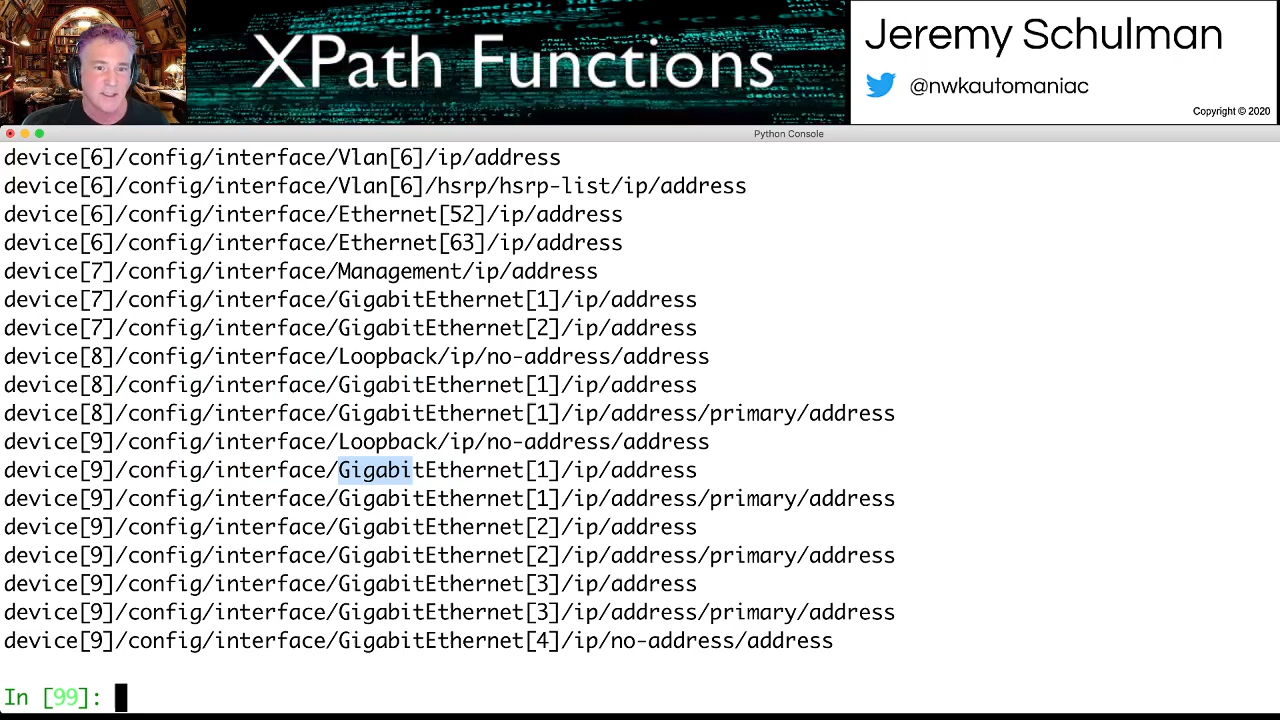 XPath Functions
Jeremy Schulman
@nwkautomaniac
Copyright © 2020
Python Console
device[6]/config/interface/Vlan[6]/ip/address
device[6]/config/interface/Vlan[6]/hsrp/hsrp-list/ip/address
device[6]/config/interface/Ethernet[52]/ip/address
device[6]/config/interface/Ethernet[63]/ip/address
device[7]/config/interface/Management/ip/address
device[7]/config/interface/GigabitEthernet[1]/ip/address
device[7]/config/interface/GigabitEthernet[2]/ip/address
device[8]/config/interface/Loopback/ip/no-address/address
device[8]/config/interface/GigabitEthernet[1]/ip/address
device[8]/config/interface/GigabitEthernet[1]/ip/address/primary/address
device[9]/config/interface/Loopback/ip/no-address/address
device[9]/config/interface/GigabitEthernet[1]/ip/address
device[9]/config/interface/GigabitEthernet[1]/ip/address/primary/address
device[9]/config/interface/GigabitEthernet[2]/ip/address
device[9]/config/interface/GigabitEthernet[2]/ip/address/primary/address
device[9]/config/interface/GigabitEthernet[3]/ip/address
device[9]/config/interface/GigabitEthernet[3]/ip/address/primary/address
device[9]/config/interface/GigabitEthernet[4]/ip/no-address/address
In [99]: